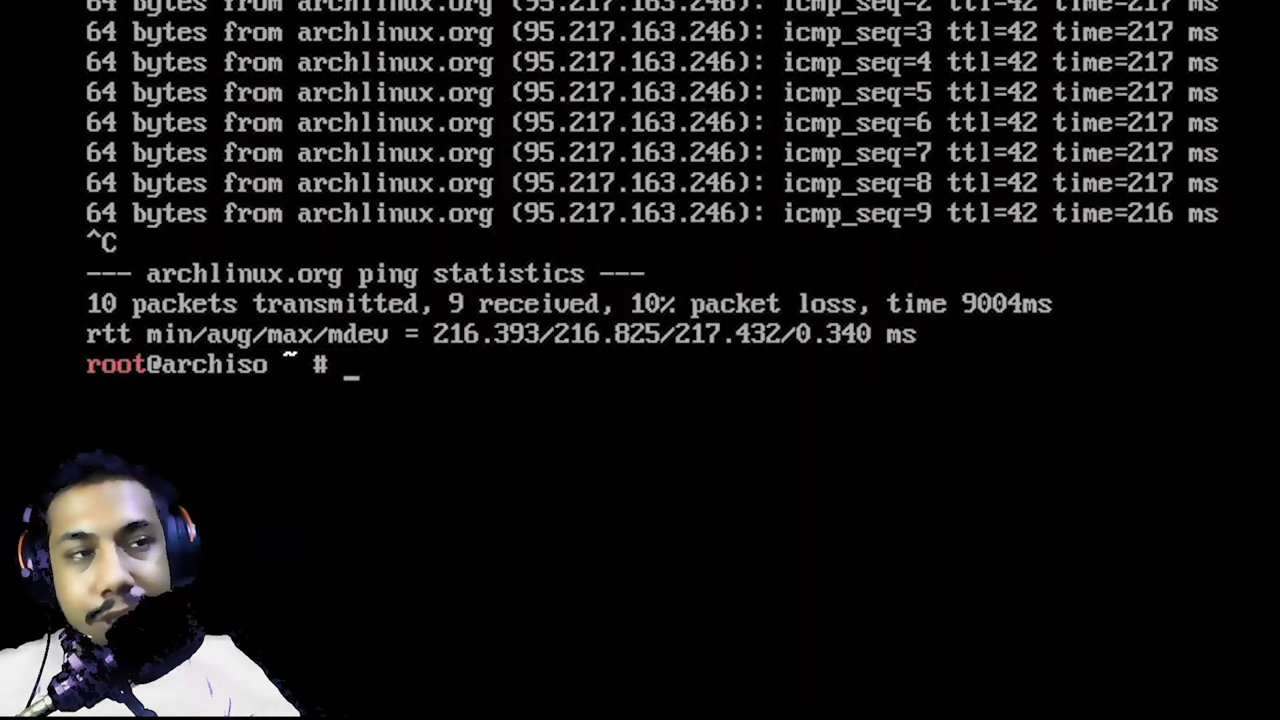 64 bytes from archlinux.org (95.217.163.246): icmp_seq=2 ttl=42 time=217 ms
64 bytes from archlinux.org (95.217.163.246): icmp_seq=3 ttl=42 time=217 ms
64 bytes from archlinux.org (95.217.163.246): icmp_seq=4 ttl=42 time=217 ms
64 bytes from archlinux.org (95.217.163.246): icmp_seq=5 ttl=42 time=217 ms
64 bytes from archlinux.org (95.217.163.246): icmp_seq=6 ttl=42 time=217 ms
64 bytes from archlinux.org (95.217.163.246): icmp_seq=7 ttl=42 time=217 ms
64 bytes from archlinux.org (95.217.163.246): icmp_seq=8 ttl=42 time=217 ms
64 bytes from archlinux.org (95.217.163.246): icmp_seq=9 ttl=42 time=216 ms
^C
--- archlinux.org ping statistics ---
10 packets transmitted, 9 received, 10% packet loss, time 9004ms
rtt min/avg/max/mdev = 216.393/216.825/217.432/0.340 ms
root@archiso ~ # _